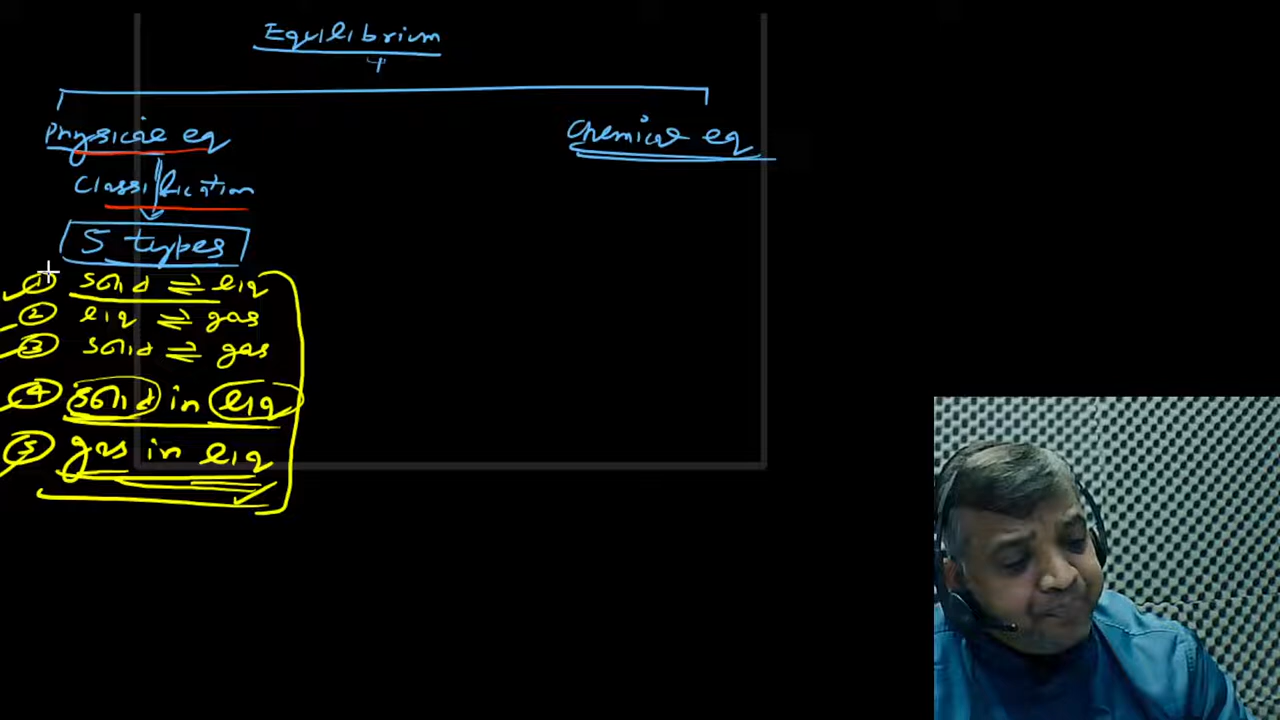 Equilibrium
Physical eq
Chemical eq
Classification
5 types
① solid ⇌ liq
② liq ⇌ gas
③ solid ⇌ gas
④ solid in liq
⑤ gas in liq